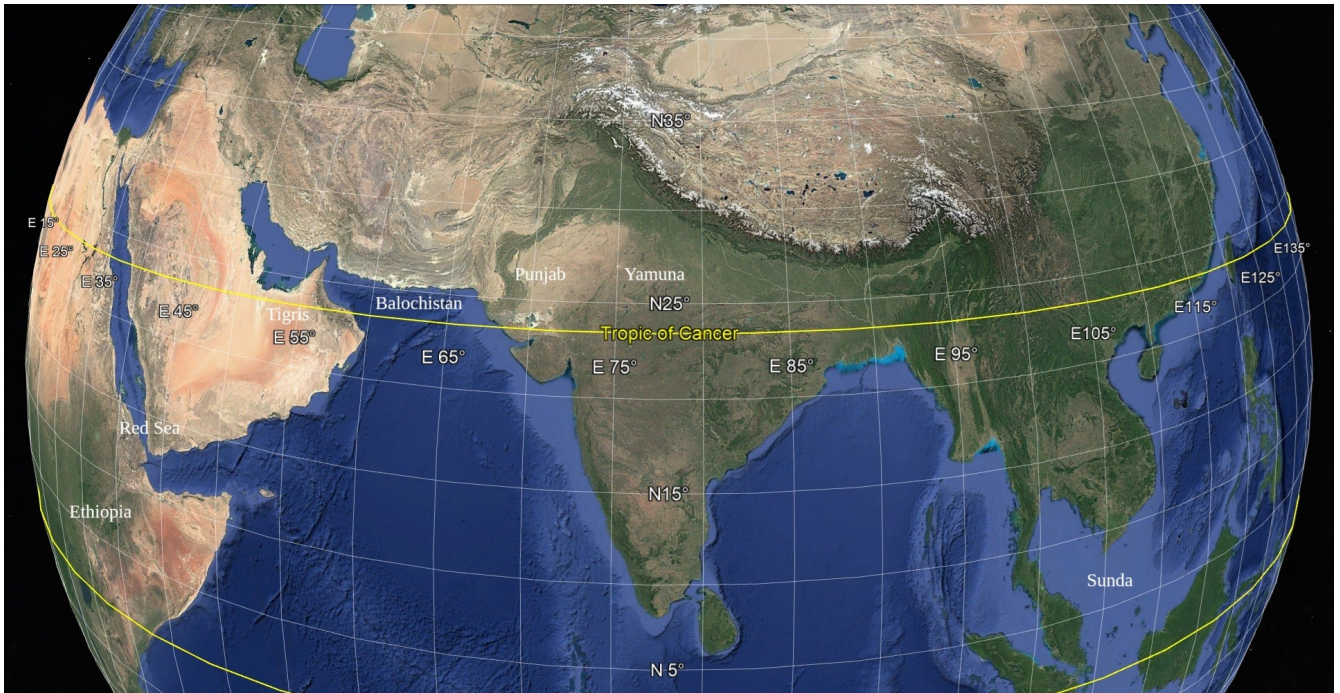 N35°
E 15°
E 25°
E 35°
E 45°
Tigris
E 55°
Balochistan
Punjab
Yamuna
N25°
Tropic of Cancer
E 65°
E 75°
E 85°
E 95°
E105°
E115°
E125°
E135°
Red Sea
N15°
Ethiopia
Sunda
N 5°